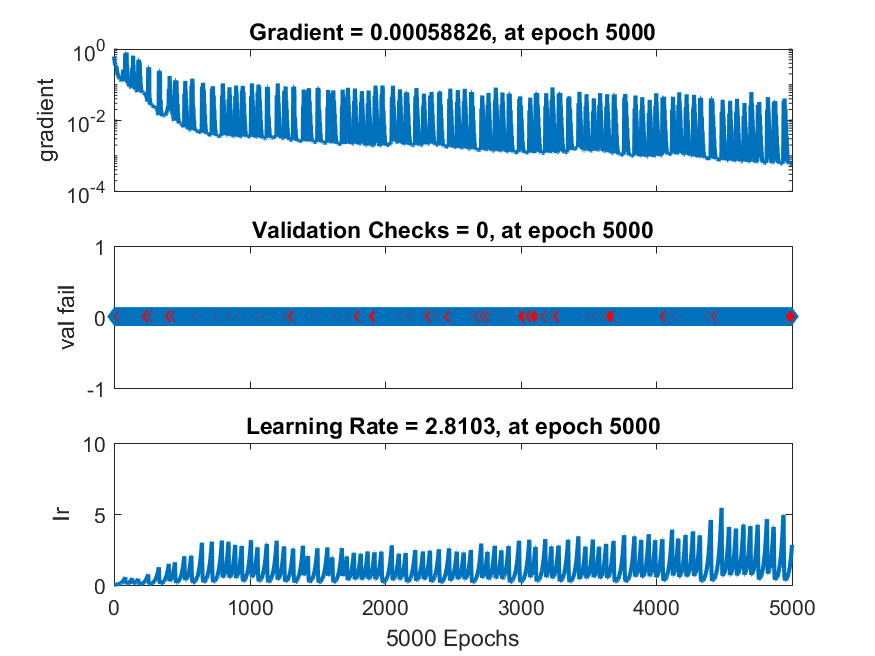 Gradient = 0.00058826, at epoch 5000
10^0
10^-2
10^-4
gradient
Validation Checks = 0, at epoch 5000
1
0
-1
val fail
Learning Rate = 2.8103, at epoch 5000
10
5
0
lr
0 1000 2000 3000 4000 5000
5000 Epochs